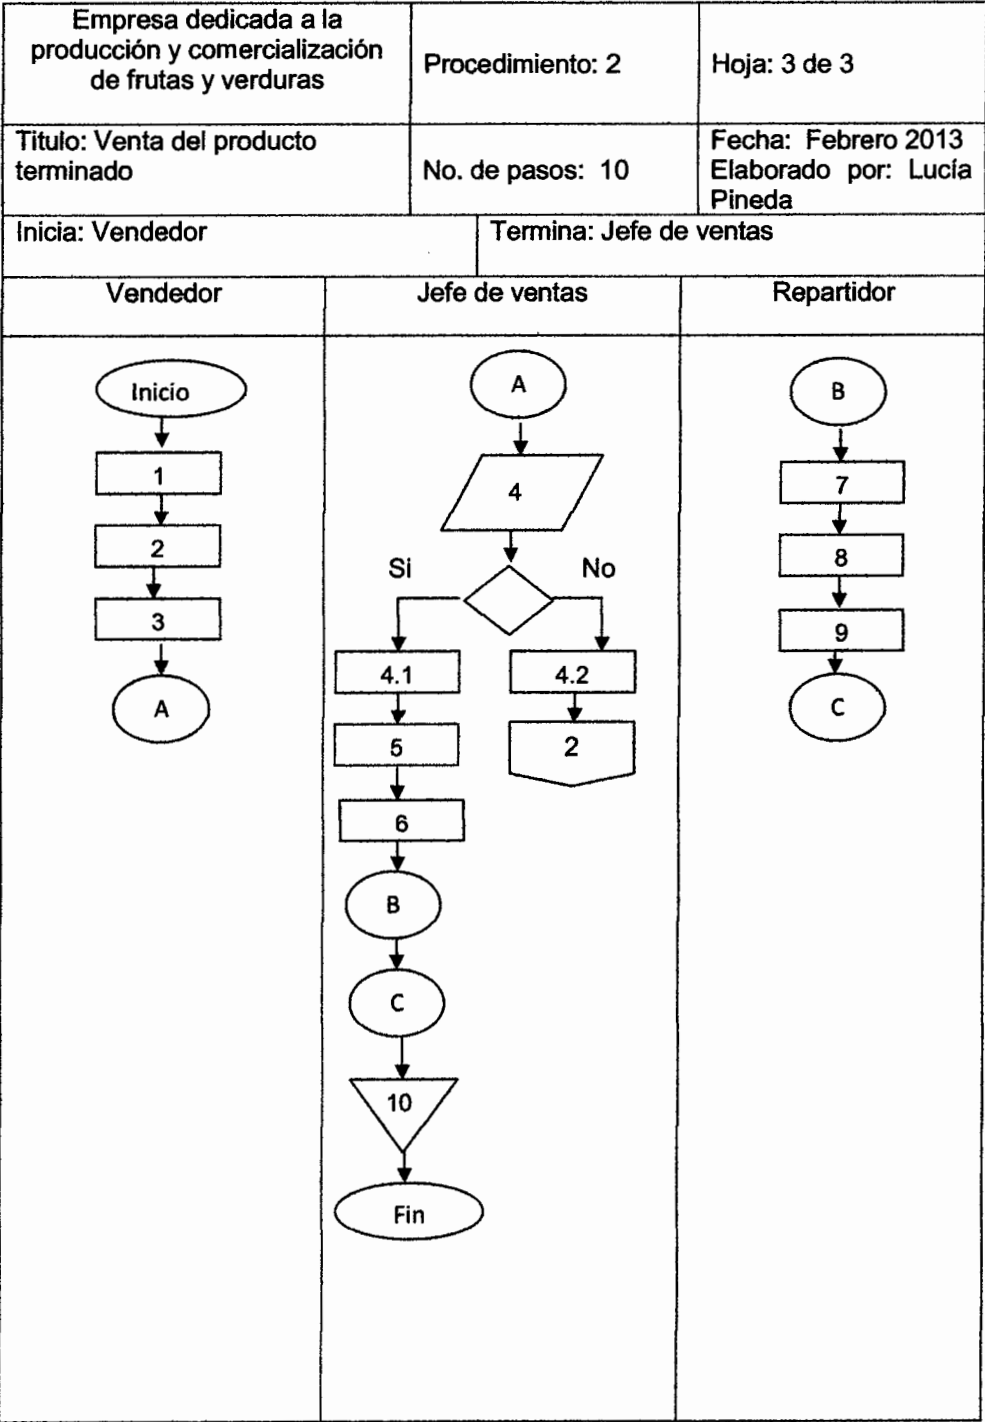 Empresa dedicada a la
producción y comercialización
de frutas y verduras
Procedimiento: 2
Hoja: 3 de 3
Titulo: Venta del producto
terminado
No. de pasos: 10
Fecha: Febrero 2013
Elaborado por: Lucía
Pineda
Inicia: Vendedor
Termina: Jefe de ventas
Vendedor
Jefe de ventas
Repartidor
Inicio
1
2
3
A
A
4
Si
No
4.1
4.2
5
2
6
B
C
10
Fin
B
7
8
9
C